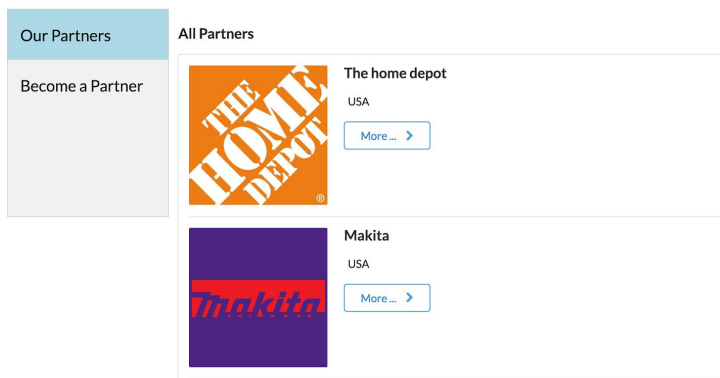 Our Partners
Become a Partner
All Partners
THE
HOME
DEPOT
®
The home depot
USA
More ...
Makita
Makita
USA
More ...